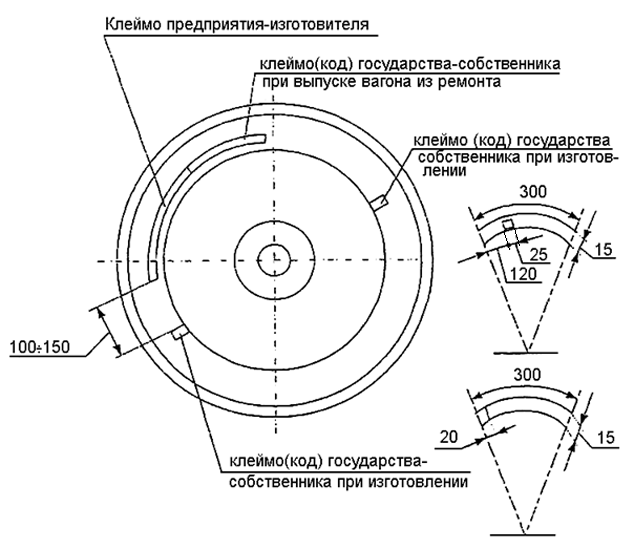 Клеймо предприятия-изготовителя
клеймо(код) государства-собственника
при выпуске вагона из ремонта
клеймо (код) государства
собственника при изготов-
лении
300
15
25
120
100÷150
300
20
15
клеймо(код) государства-
собственника при изготовлении